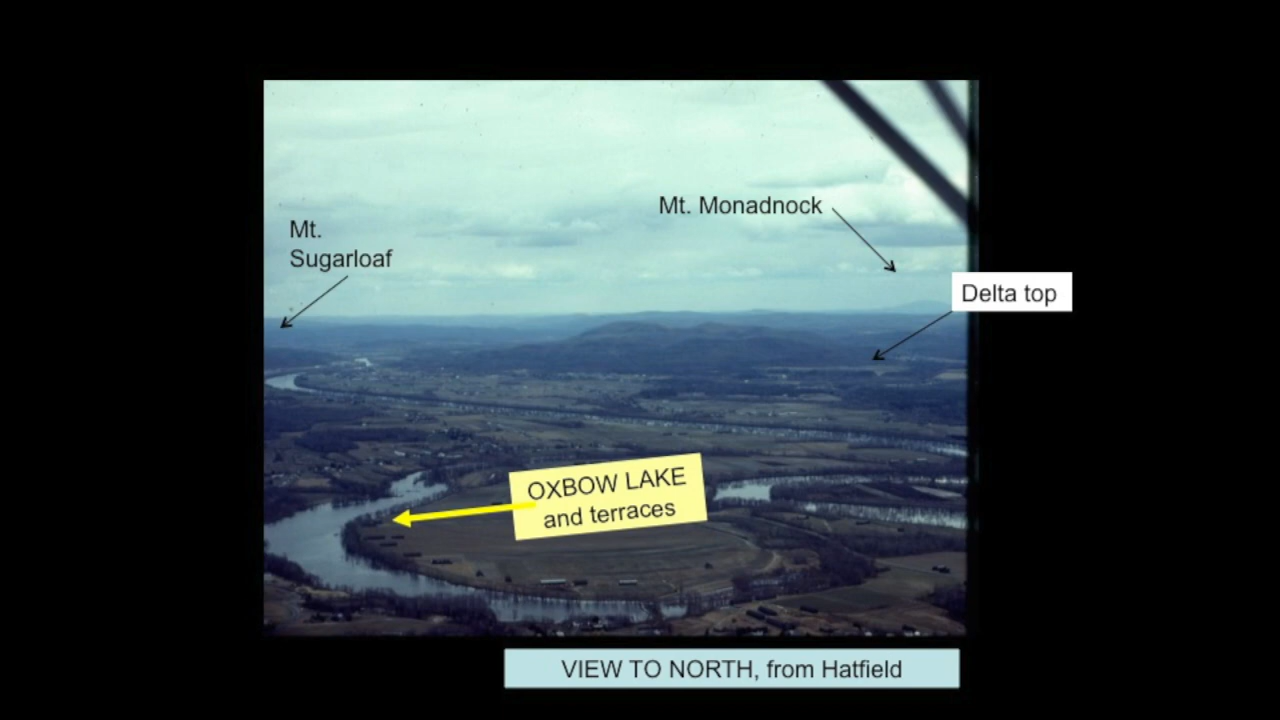 Mt. Monadnock
Mt.
Sugarloaf
Delta top
OXBOW LAKE
and terraces
VIEW TO NORTH, from Hatfield